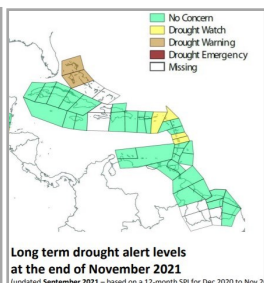 No Concern
Drought Watch
Drought Warning
Drought Emergency
Missing
Long term drought alert levels
at the end of November 2021
(updated September 2021 – based on a 12-month SPI for Dec 2020 to Nov